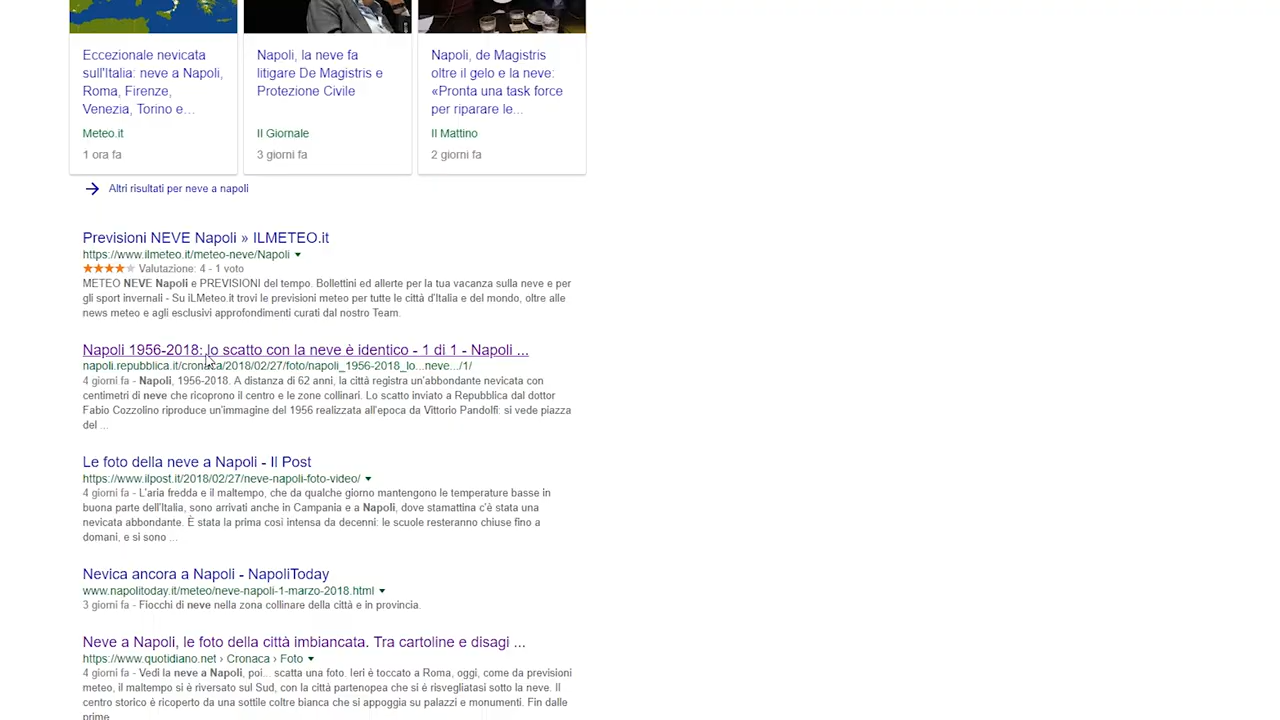 Eccezionale nevicata
sull'Italia: neve a Napoli,
Roma, Firenze,
Venezia, Torino e...
Meteo.it
1 ora fa
Napoli, la neve fa
litigare De Magistris e
Protezione Civile
Il Giornale
3 giorni fa
Napoli, de Magistris
oltre il gelo e la neve:
«Pronta una task force
per riparare le...
Il Mattino
2 giorni fa
Altri risultati per neve a napoli
Previsioni NEVE Napoli » ILMETEO.it
https://www.ilmeteo.it/meteo-neve/Napoli
Valutazione: 4 - 1 voto
METEO NEVE Napoli e PREVISIONI del tempo. Bollettini ed allerte per la tua vacanza sulla neve e per
gli sport invernali - Su iLMeteo.it trovi le previsioni meteo per tutte le città d'Italia e del mondo, oltre alle
news meteo e agli esclusivi approfondimenti curati dal nostro Team.
Napoli 1956-2018: lo scatto con la neve è identico - 1 di 1 - Napoli ...
napoli.repubblica.it/cronaca/2018/02/27/foto/napoli_1956-2018_lo...neve.../1/
4 giorni fa - Napoli, 1956-2018. A distanza di 62 anni, la città registra un'abbondante nevicata con
centimetri di neve che ricoprono il centro e le zone collinari. Lo scatto inviato a Repubblica dal dottor
Fabio Cozzolino riproduce un'immagine del 1956 realizzata all'epoca da Vittorio Pandolfi: si vede piazza
del ...
Le foto della neve a Napoli - Il Post
https://www.ilpost.it/2018/02/27/neve-napoli-foto-video/
4 giorni fa - L'aria fredda e il maltempo, che da qualche giorno mantengono le temperature basse in
buona parte dell'Italia, sono arrivati anche in Campania e a Napoli, dove stamattina c'è stata una
nevicata abbondante. È stata la prima così intensa da decenni: le scuole resteranno chiuse fino a
domani, e si sono ...
Nevica ancora a Napoli - NapoliToday
www.napolitoday.it/meteo/neve-napoli-1-marzo-2018.html
3 giorni fa - Fiocchi di neve nella zona collinare della città e in provincia.
Neve a Napoli, le foto della città imbiancata. Tra cartoline e disagi ...
https://www.quotidiano.net › Cronaca › Foto
4 giorni fa - Vedi la neve a Napoli, poi... scatta una foto. Ieri è toccato a Roma, oggi, come da previsioni
meteo, il maltempo si è riversato sul Sud, con la città partenopea che si è risvegliatasi sotto la neve. Il
centro storico è ricoperto da una sottile coltre bianca che si appoggia su palazzi e monumenti. Fin dalle
prime